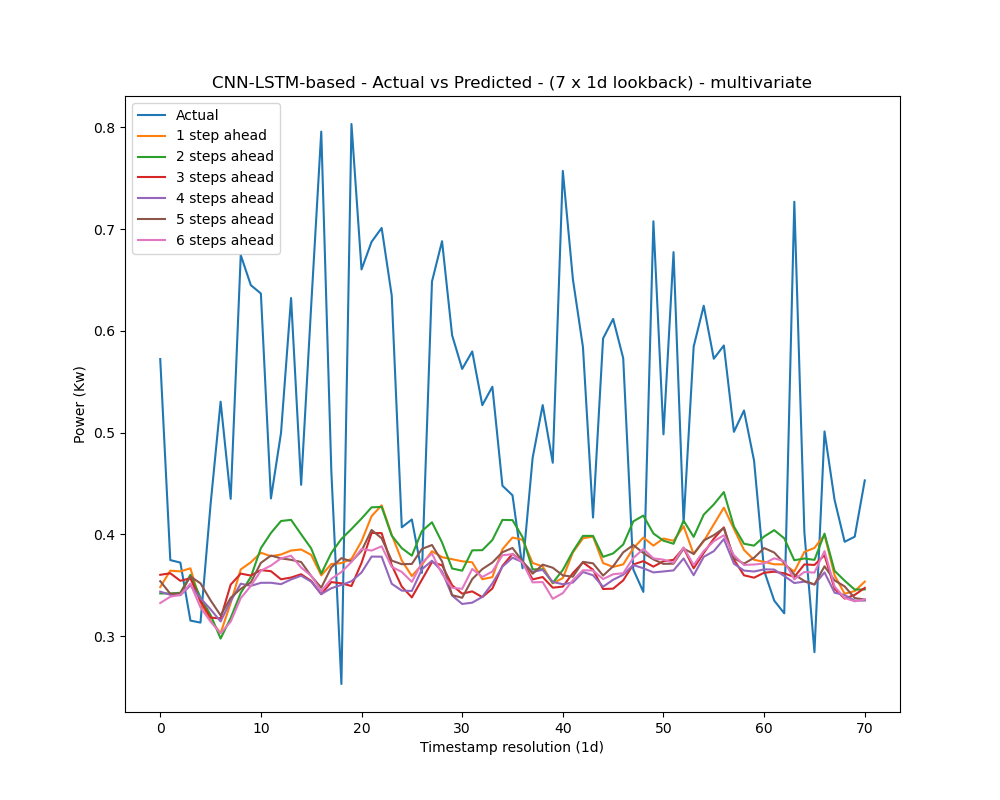 CNN-LSTM-based - Actual vs Predicted - (7 x 1d lookback) - multivariate
Actual
1 step ahead
2 steps ahead
3 steps ahead
4 steps ahead
5 steps ahead
6 steps ahead
0.8
0.7
0.6
0.5
0.4
0.3
Power (Kw)
0 10 20 30 40 50 60 70
Timestamp resolution (1d)